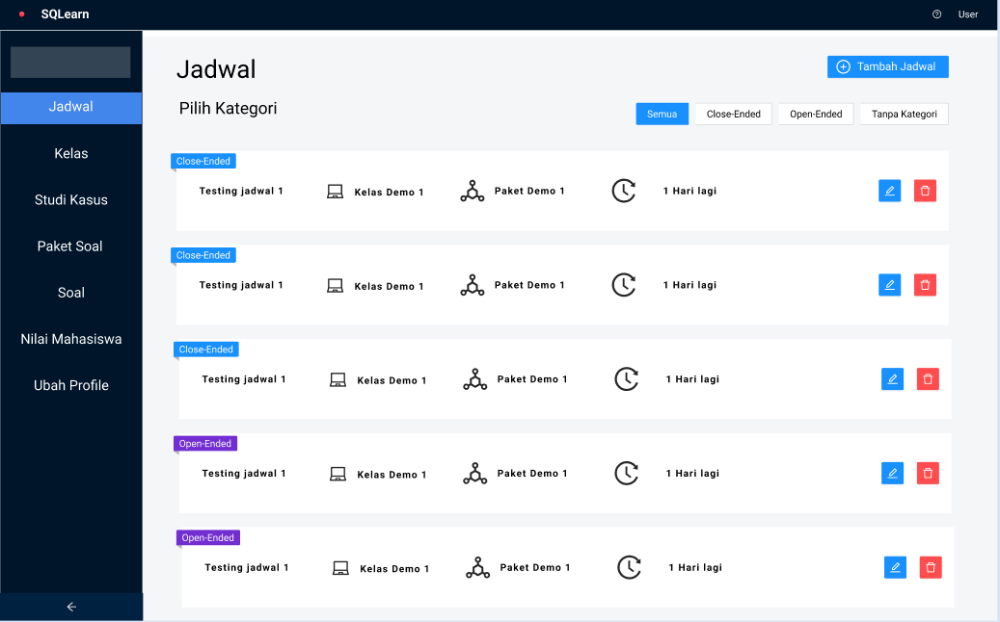 SQLearn
User
Jadwal
Kelas
Studi Kasus
Paket Soal
Soal
Nilai Mahasiswa
Ubah Profile
Jadwal
Tambah Jadwal
Pilih Kategori
Semua
Close-Ended
Open-Ended
Tanpa Kategori
Close-Ended
Testing jadwal 1
Kelas Demo 1
Paket Demo 1
1 Hari lagi
Close-Ended
Testing jadwal 1
Kelas Demo 1
Paket Demo 1
1 Hari lagi
Close-Ended
Testing jadwal 1
Kelas Demo 1
Paket Demo 1
1 Hari lagi
Open-Ended
Testing jadwal 1
Kelas Demo 1
Paket Demo 1
1 Hari lagi
Open-Ended
Testing jadwal 1
Kelas Demo 1
Paket Demo 1
1 Hari lagi